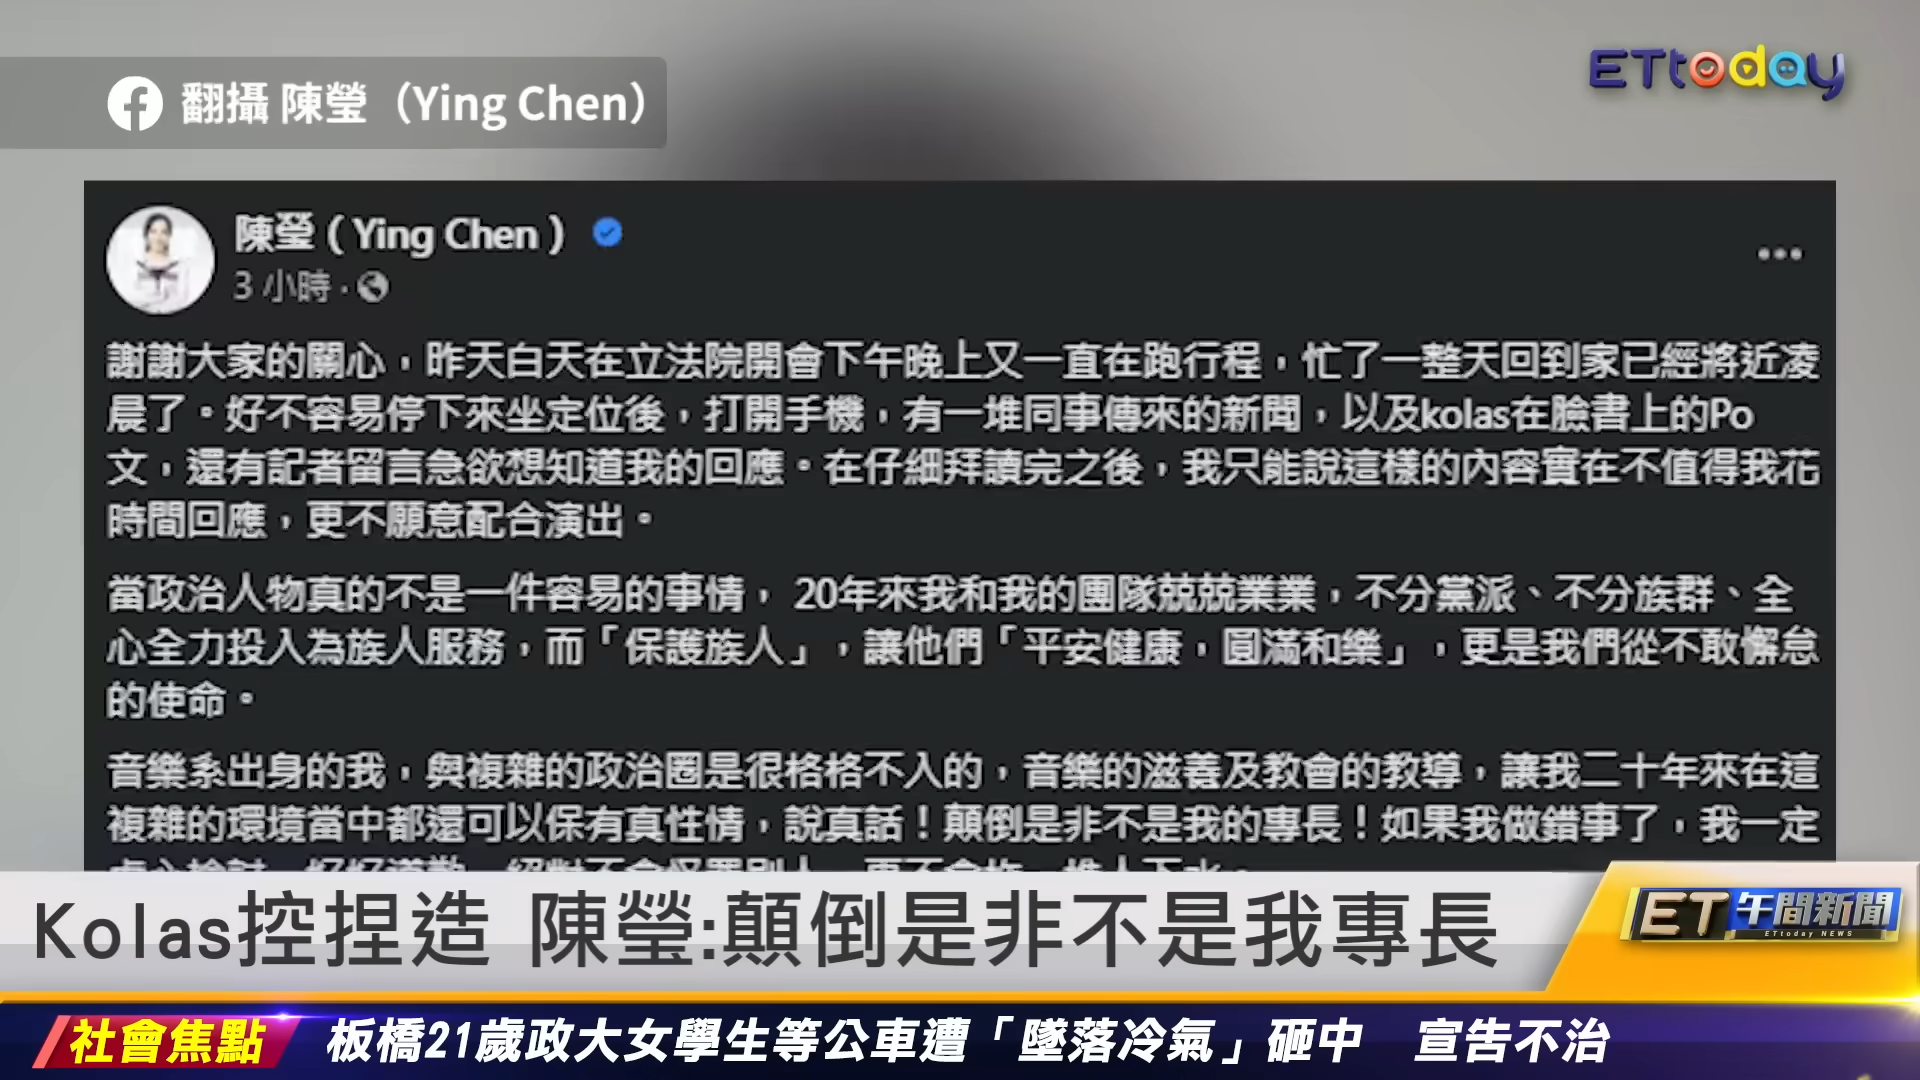 翻攝 陳瑩（Ying Chen）
ETtoday
陳瑩（Ying Chen）
3 小時 ·
謝謝大家的關心，昨天白天在立法院開會下午晚上又一直在跑行程，忙了一整天回到家已經將近凌
晨了。好不容易停下來坐定位後，打開手機，有一堆同事傳來的新聞，以及kolas在臉書上的Po
文，還有記者留言急欲想知道我的回應。在仔細拜讀完之後，我只能說這樣的內容實在不值得我花
時間回應，更不願意配合演出。
當政治人物真的不是一件容易的事情， 20年來我和我的團隊兢兢業業，不分黨派、不分族群、全
心全力投入為族人服務，而「保護族人」，讓他們「平安健康，圓滿和樂」，更是我們從不敢懈怠
的使命。
音樂系出身的我，與複雜的政治圈是很格格不入的，音樂的滋養及教會的教導，讓我二十年來在這
複雜的環境當中都還可以保有真性情，說真話！顛倒是非不是我的專長！如果我做錯事了，我一定
Kolas控捏造 陳瑩:顛倒是非不是我專長
ET午間新聞
ETtoday NEWS
社會焦點 板橋21歲政大女學生等公車遭「墜落冷氣」砸中 宣告不治